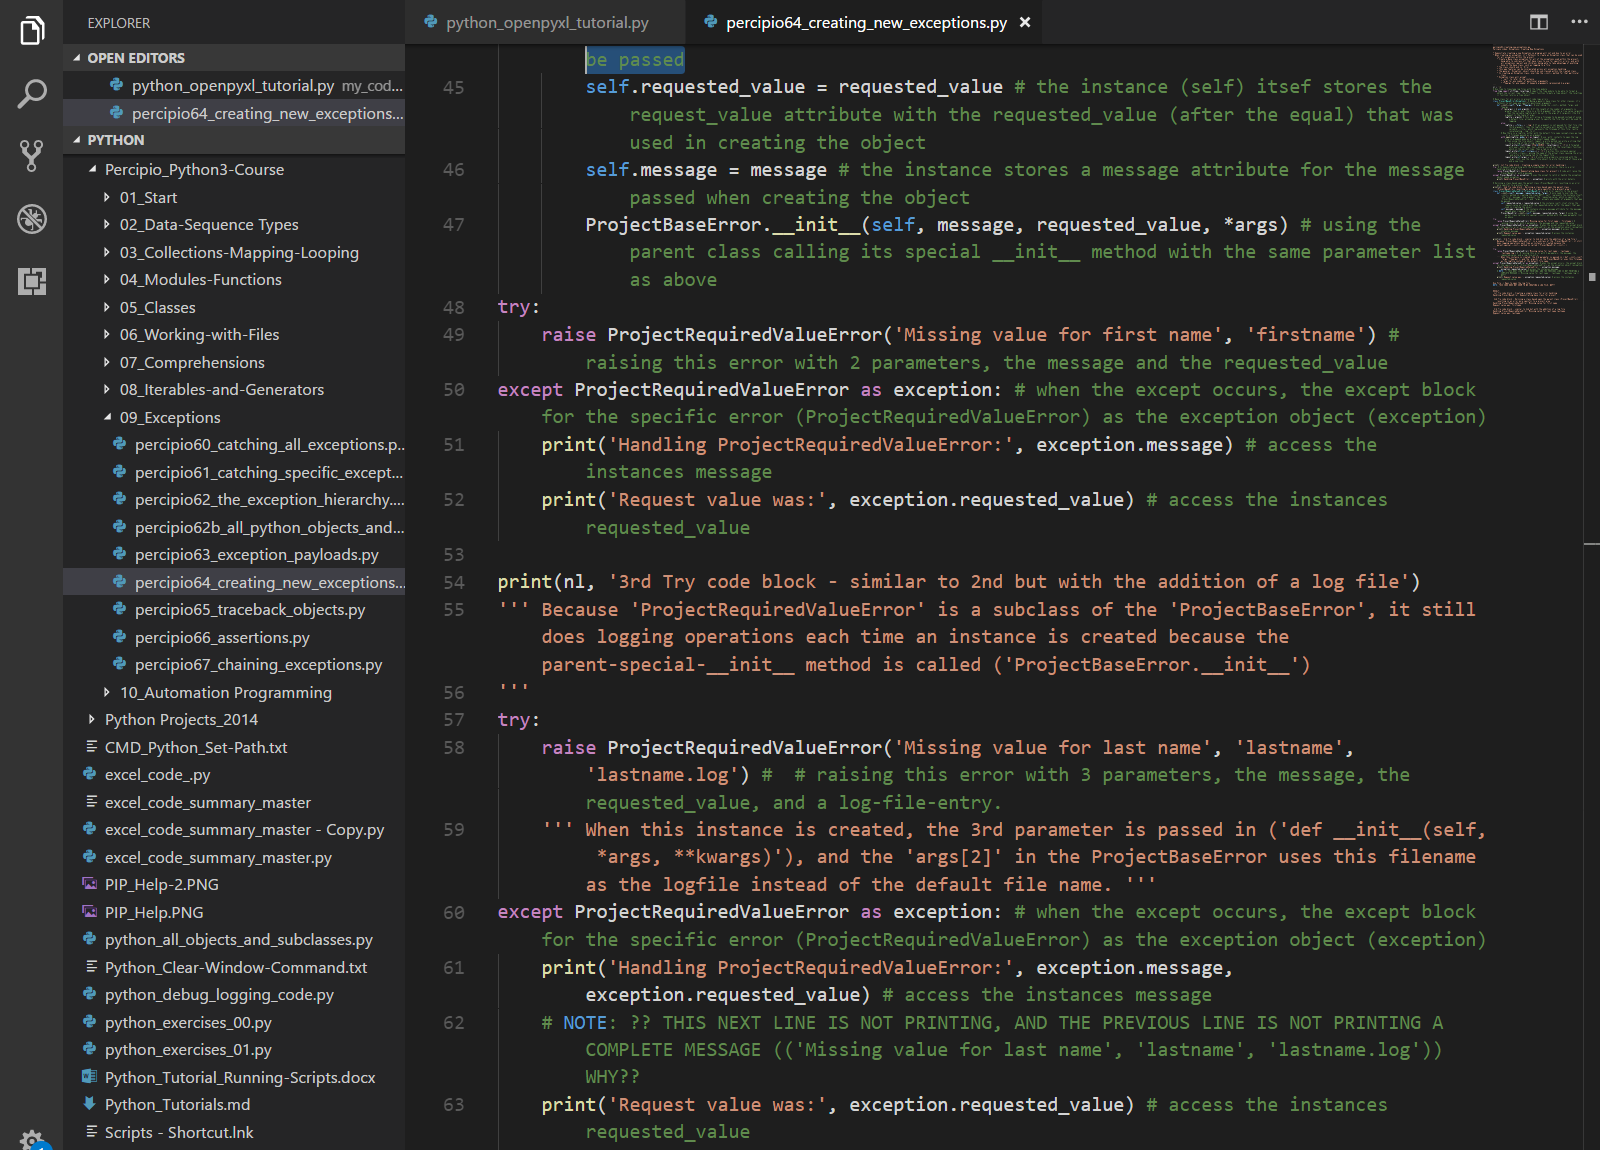 EXPLORER
OPEN EDITORS
python_openpyxl_tutorial.py my_cod...
percipio64_creating_new_exceptions...
PYTHON
Percipio_Python3-Course
01_Start
02_Data-Sequence Types
03_Collections-Mapping-Looping
04_Modules-Functions
05_Classes
06_Working-with-Files
07_Comprehensions
08_Iterables-and-Generators
09_Exceptions
percipio60_catching_all_exceptions.p...
percipio61_catching_specific_except...
percipio62_the_exception_hierarchy....
percipio62b_all_python_objects_and...
percipio63_exception_payloads.py
percipio64_creating_new_exceptions...
percipio65_traceback_objects.py
percipio66_assertions.py
percipio67_chaining_exceptions.py
10_Automation Programming
Python Projects_2014
CMD_Python_Set-Path.txt
excel_code_.py
excel_code_summary_master
excel_code_summary_master - Copy.py
excel_code_summary_master.py
PIP_Help-2.PNG
PIP_Help.PNG
python_all_objects_and_subclasses.py
Python_Clear-Window-Command.txt
python_debug_logging_code.py
python_exercises_00.py
python_exercises_01.py
Python_Tutorial_Running-Scripts.docx
Python_Tutorials.md
Scripts - Shortcut.lnk
python_openpyxl_tutorial.py
percipio64_creating_new_exceptions.py
be passed
45 self.requested_value = requested_value # the instance (self) itsef stores the
request_value attribute with the requested_value (after the equal) that was
used in creating the object
46 self.message = message # the instance stores a message attribute for the message
passed when creating the object
47 ProjectBaseError.__init__(self, message, requested_value, *args) # using the
parent class calling its special __init__ method with the same parameter list
as above
48 try:
49 raise ProjectRequiredValueError('Missing value for first name', 'firstname') #
raising this error with 2 parameters, the message and the requested_value
50 except ProjectRequiredValueError as exception: # when the except occurs, the except block
for the specific error (ProjectRequiredValueError) as the exception object (exception)
51 print('Handling ProjectRequiredValueError:', exception.message) # access the
instances message
52 print('Request value was:', exception.requested_value) # access the instances
requested_value
53
54 print(nl, '3rd Try code block - similar to 2nd but with the addition of a log file')
55 ''' Because 'ProjectRequiredValueError' is a subclass of the 'ProjectBaseError', it still
does logging operations each time an instance is created because the
parent-special-__init__ method is called ('ProjectBaseError.__init__')
56 '''
57 try:
58 raise ProjectRequiredValueError('Missing value for last name', 'lastname',
'lastname.log') #  # raising this error with 3 parameters, the message, the
requested_value, and a log-file-entry.
59 ''' When this instance is created, the 3rd parameter is passed in ('def __init__(self,
*args, **kwargs)'), and the 'args[2]' in the ProjectBaseError uses this filename
as the logfile instead of the default file name. '''
60 except ProjectRequiredValueError as exception: # when the except occurs, the except block
for the specific error (ProjectRequiredValueError) as the exception object (exception)
61 print('Handling ProjectRequiredValueError:', exception.message,
exception.requested_value) # access the instances message
62 # NOTE: ?? THIS NEXT LINE IS NOT PRINTING, AND THE PREVIOUS LINE IS NOT PRINTING A
COMPLETE MESSAGE (('Missing value for last name', 'lastname', 'lastname.log'))
WHY??
63 print('Request value was:', exception.requested_value) # access the instances
requested_value